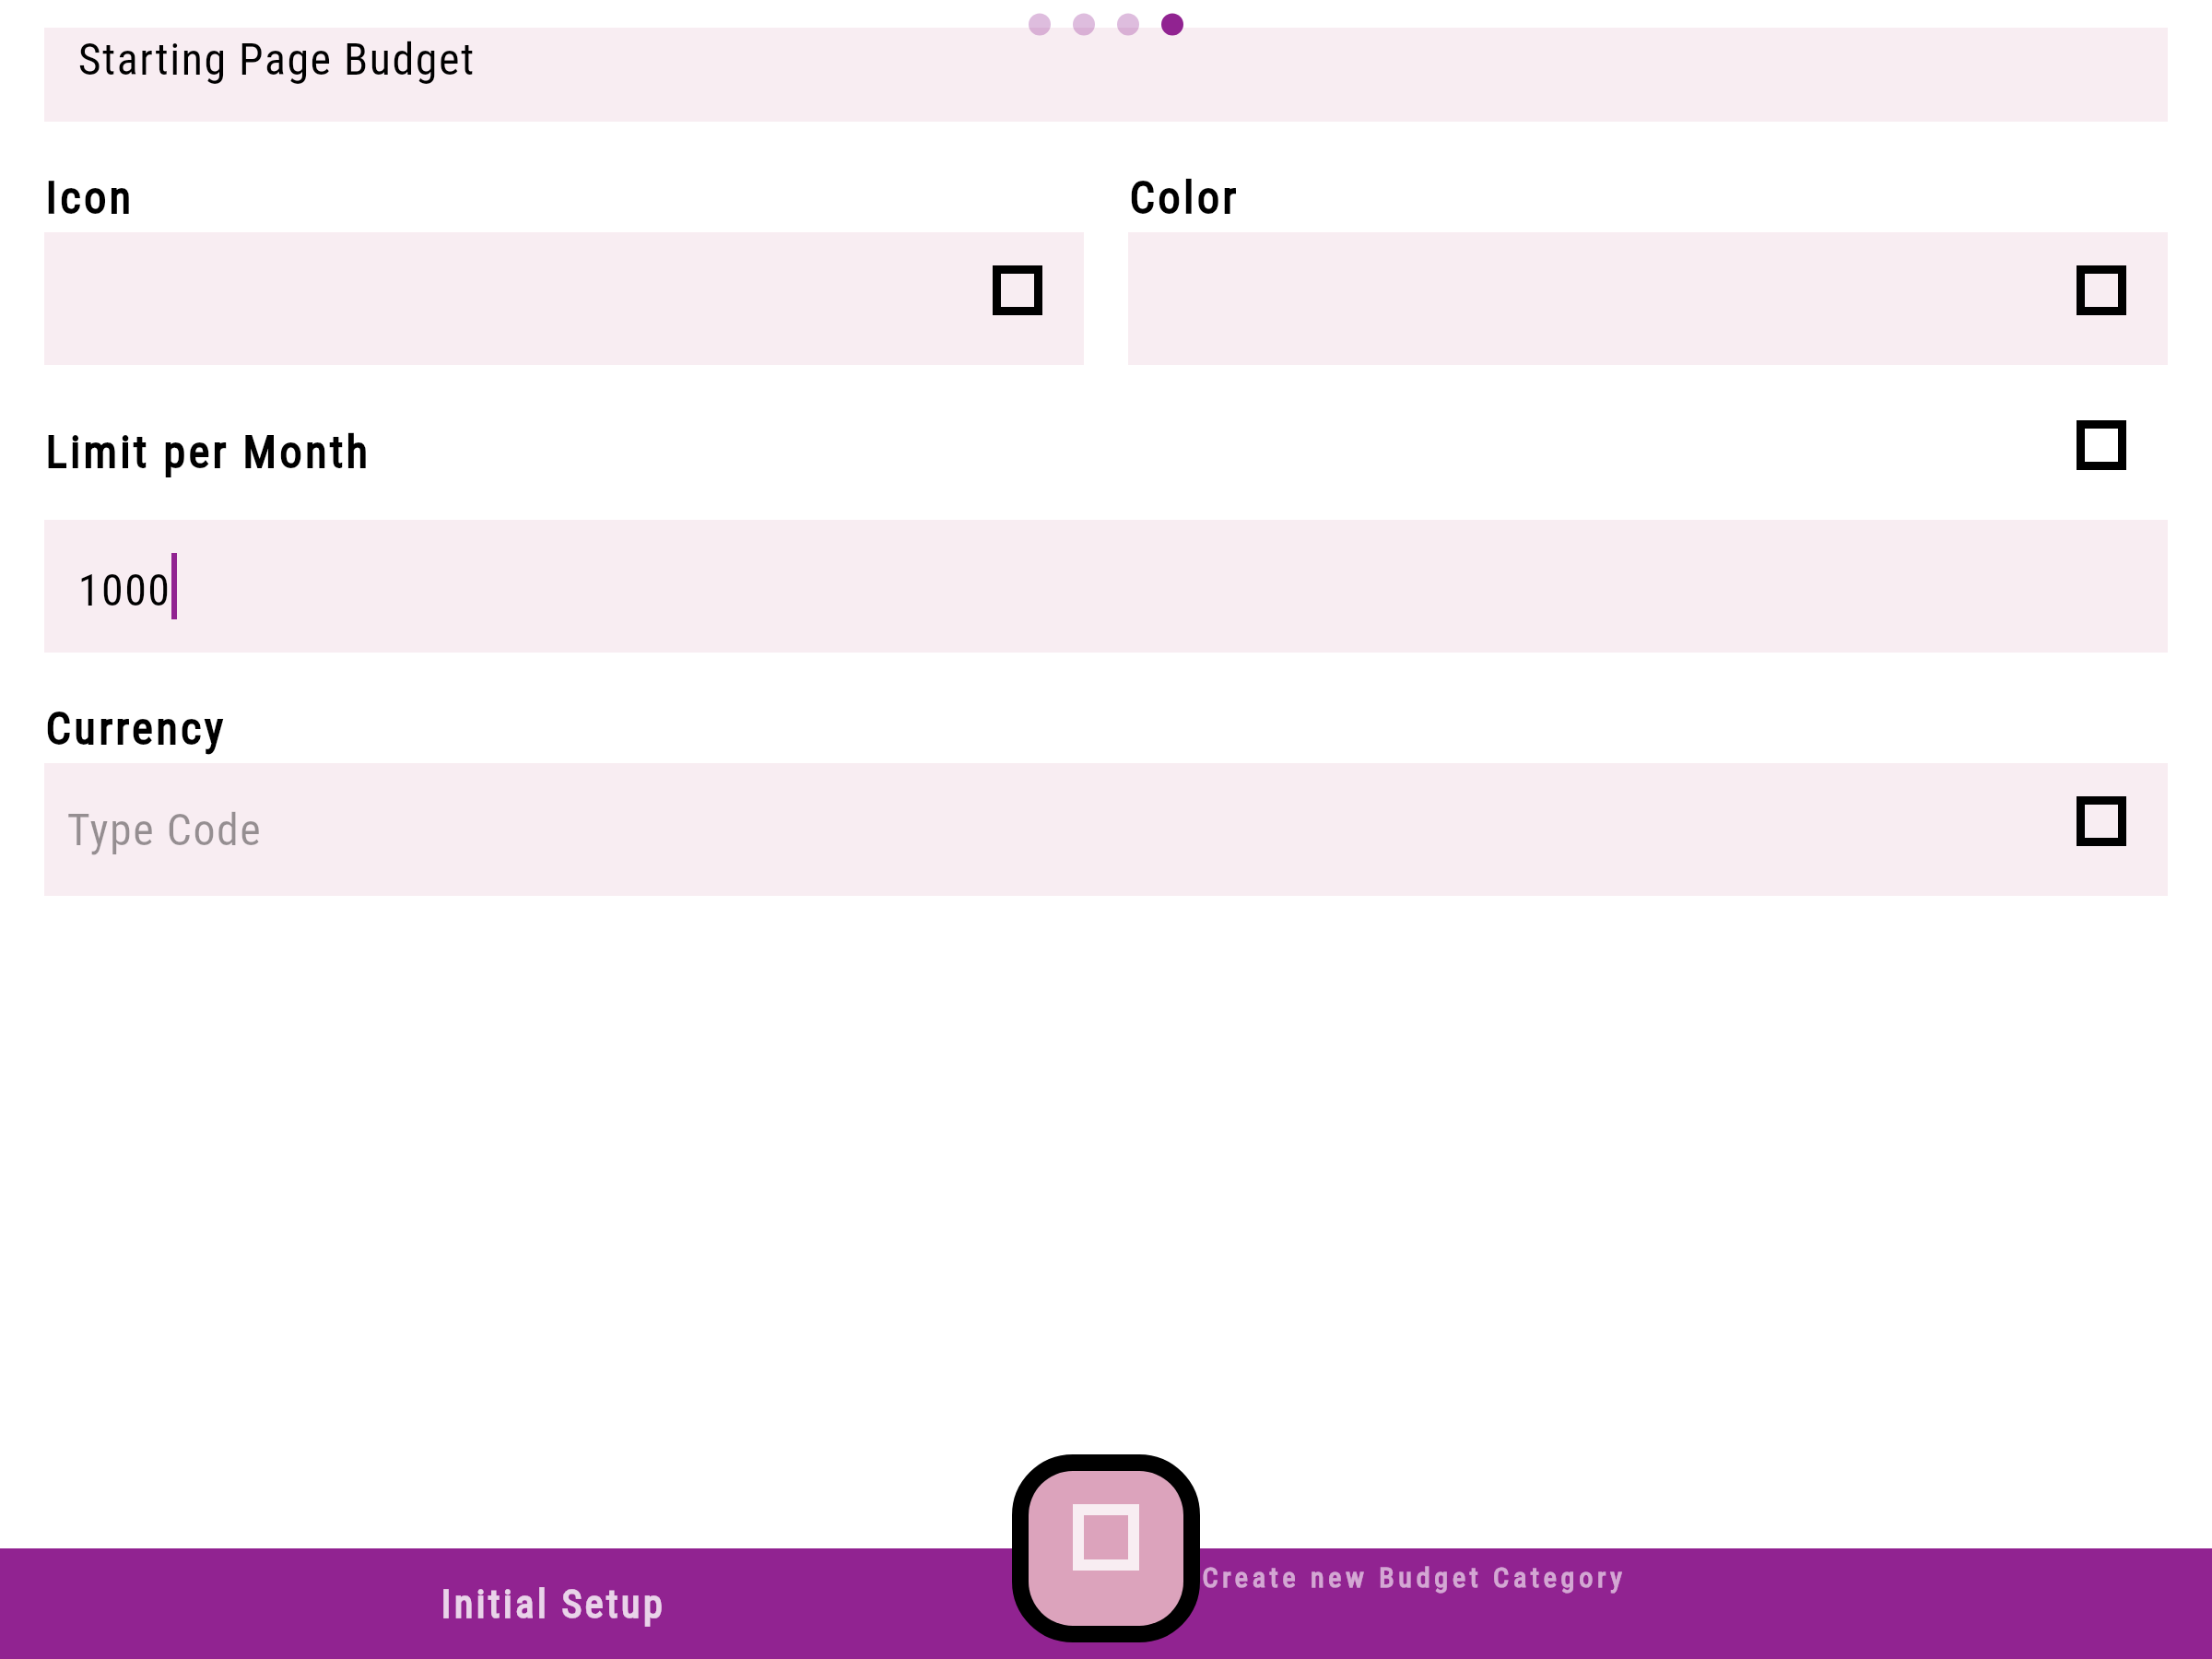 Starting Page Budget
Icon
Color
Limit per Month
1000
Currency
Type Code
Initial Setup
Create new Budget Category